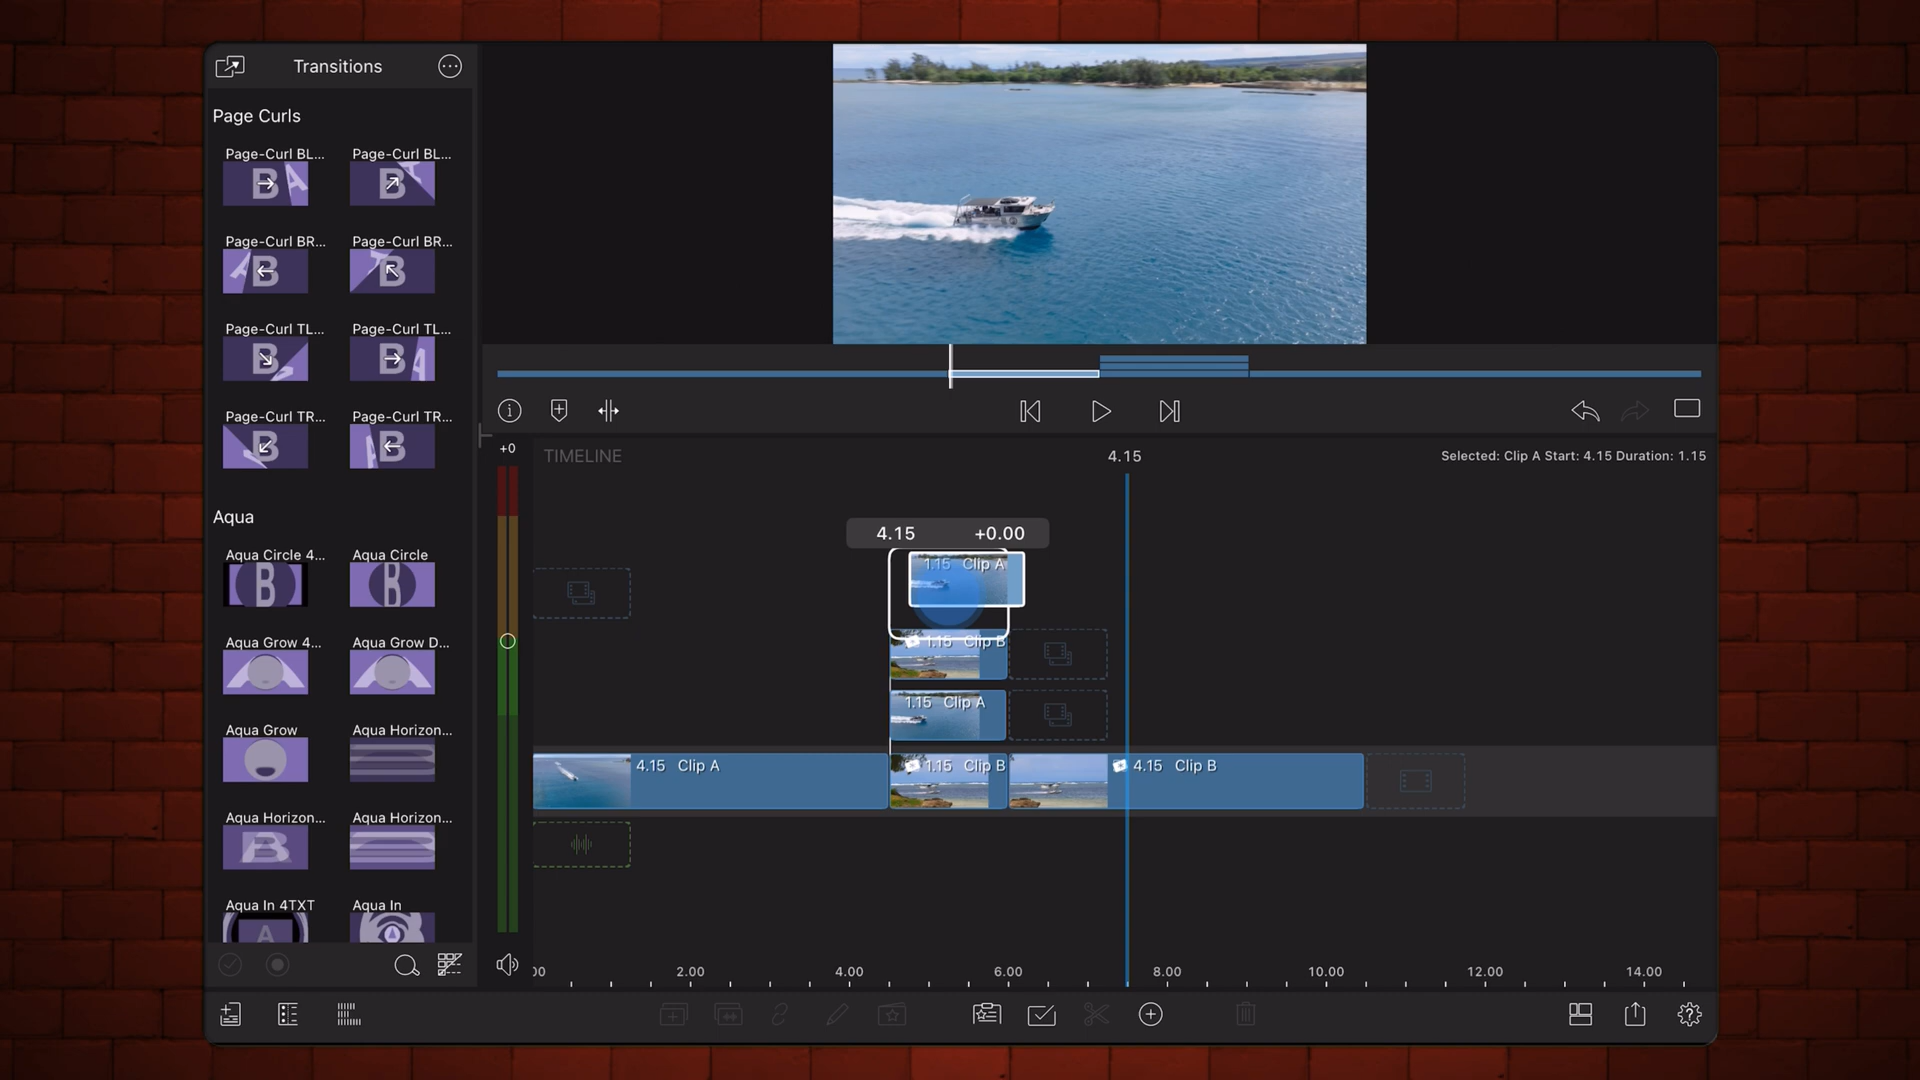 Transitions
Page Curls
Page-Curl BL...
Page-Curl BL...
B A
B
Page-Curl BR...
Page-Curl BR...
A B
B
Page-Curl TL...
Page-Curl TL...
B
B A
Page-Curl TR...
Page-Curl TR...
B
B
Aqua
Aqua Circle 4...
Aqua Circle
B
B
Aqua Grow 4...
Aqua Grow D...
Aqua Grow
Aqua Horizon...
Aqua Horizon...
Aqua Horizon...
B
Aqua In 4TXT
Aqua In
A
A
+0
TIMELINE
4.15
Selected: Clip A Start: 4.15 Duration: 1.15
4.15 +0.00
1.15 Clip A
1.15 Clip B
1.15 Clip A
4.15 Clip A
1.15 Clip B
4.15 Clip B
00 2.00 4.00 6.00 8.00 10.00 12.00 14.00